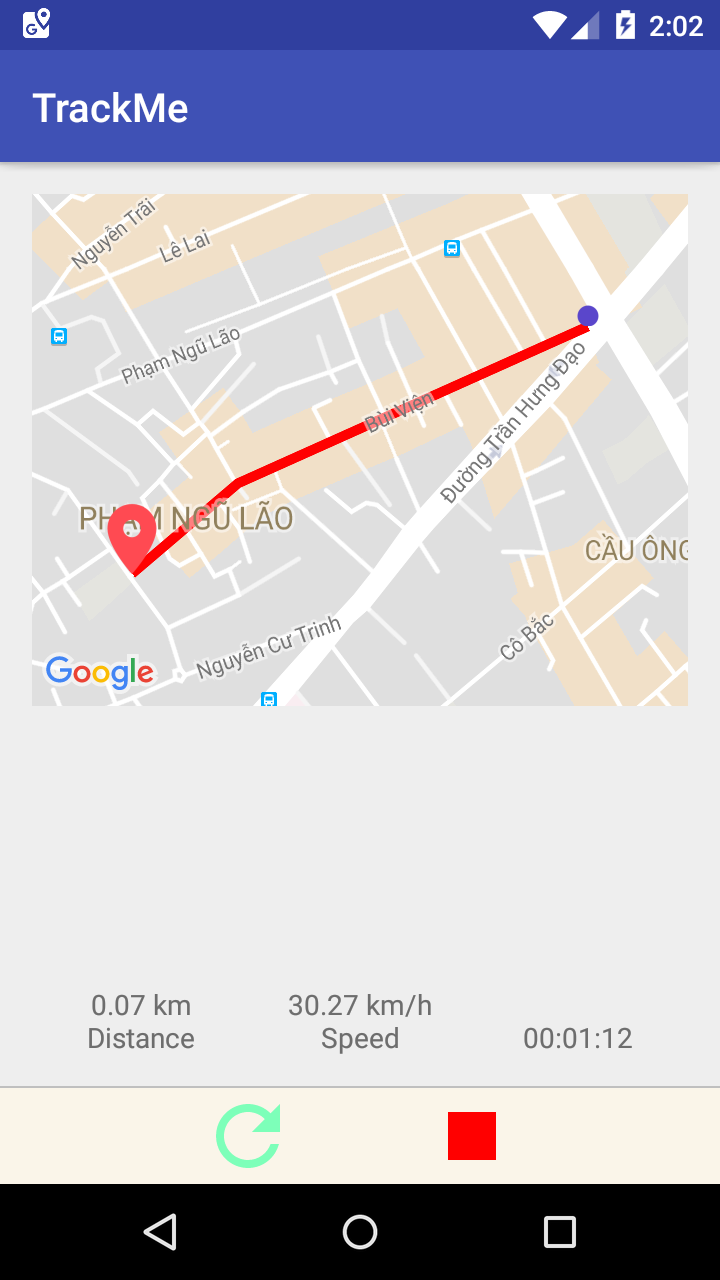 2:02
TrackMe
Nguyễn Trãi
Lê Lai
Phạm Ngũ Lão
Bùi Viện
Đường Trần Hưng Đạo
PHẠM NGŨ LÃO
CẦU ÔNG
Cô Bắc
Nguyễn Cư Trinh
Google
0.07 km
Distance
30.27 km/h
Speed
00:01:12